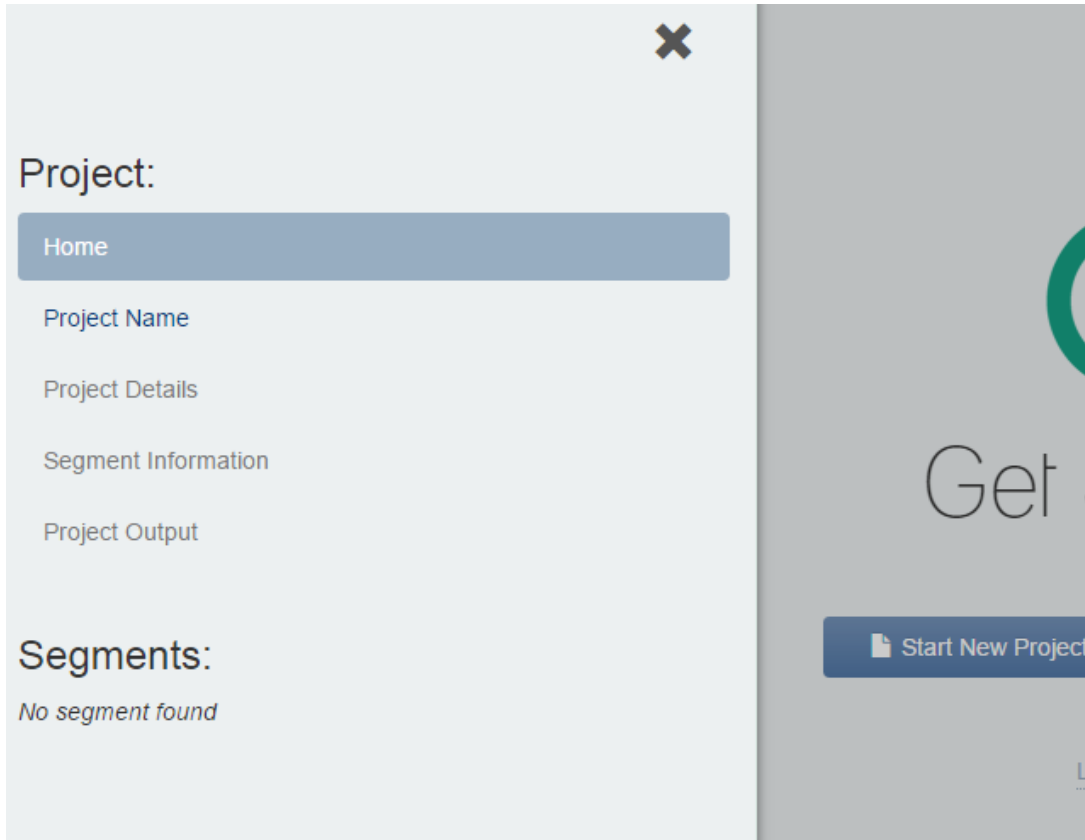 Project:
Home
Project Name
Project Details
Segment Information
Project Output
Segments:
No segment found
Get
Start New Project
L